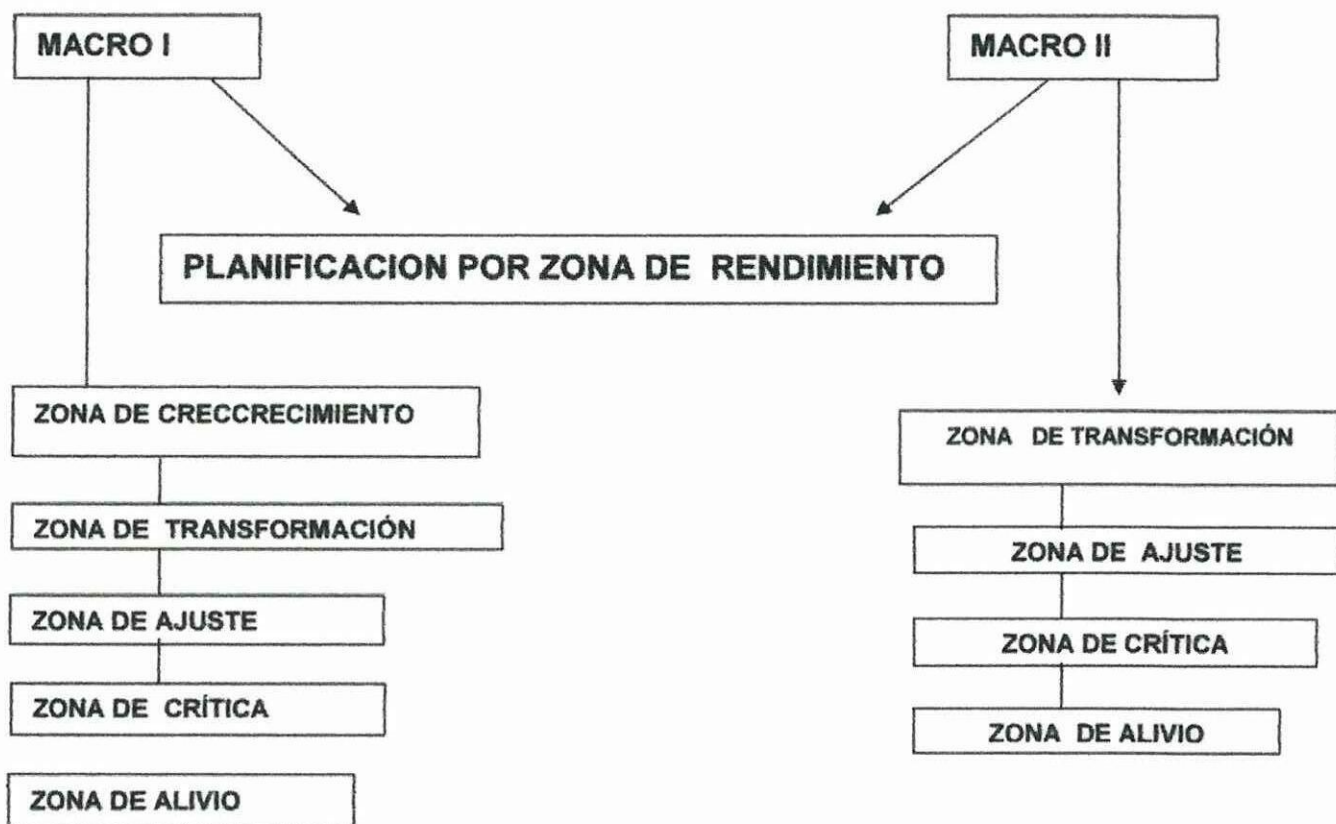 MACRO I
MACRO II
PLANIFICACION POR ZONA DE RENDIMIENTO
ZONA DE CRECCRECIMIENTO
ZONA DE TRANSFORMACIÓN
ZONA DE AJUSTE
ZONA DE CRÍTICA
ZONA DE ALIVIO
ZONA DE TRANSFORMACIÓN
ZONA DE AJUSTE
ZONA DE CRÍTICA
ZONA DE ALIVIO